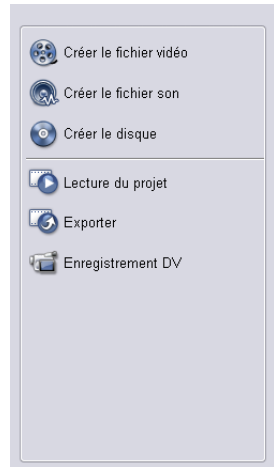 Créer le fichier vidéo
Créer le fichier son
Créer le disque
Lecture du projet
Exporter
Enregistrement DV